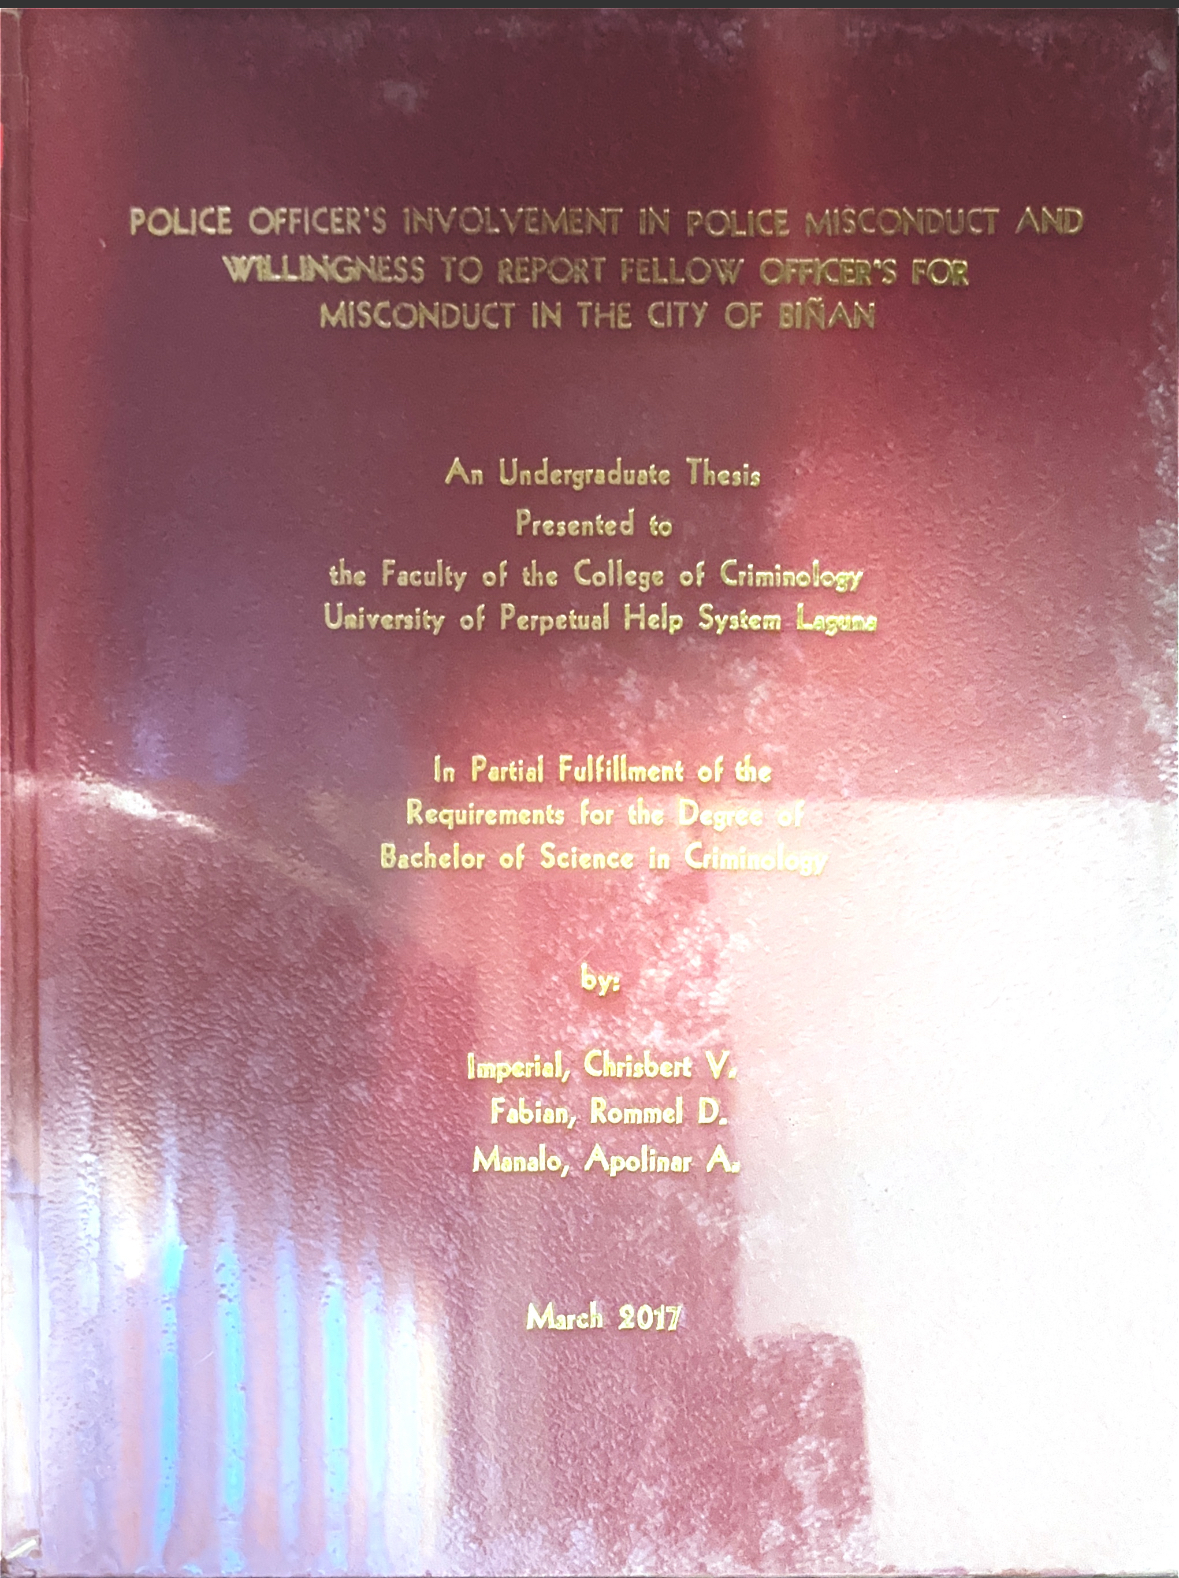 POLICE OFFICER'S INVOLVEMENT IN POLICE MISCONDUCT AND
WILLINGNESS TO REPORT FELLOW OFFICER'S FOR
MISCONDUCT IN THE CITY OF BIÑAN
An Undergraduate Thesis
Presented to
the Faculty of the College of Criminology
University of Perpetual Help System Laguna
In Partial Fulfillment of the
Requirements for the Degree of
Bachelor of Science in Criminology
by:
Imperial, Chrisbert V.
Fabian, Rommel D.
Manalo, Apolinar A.
March 2017